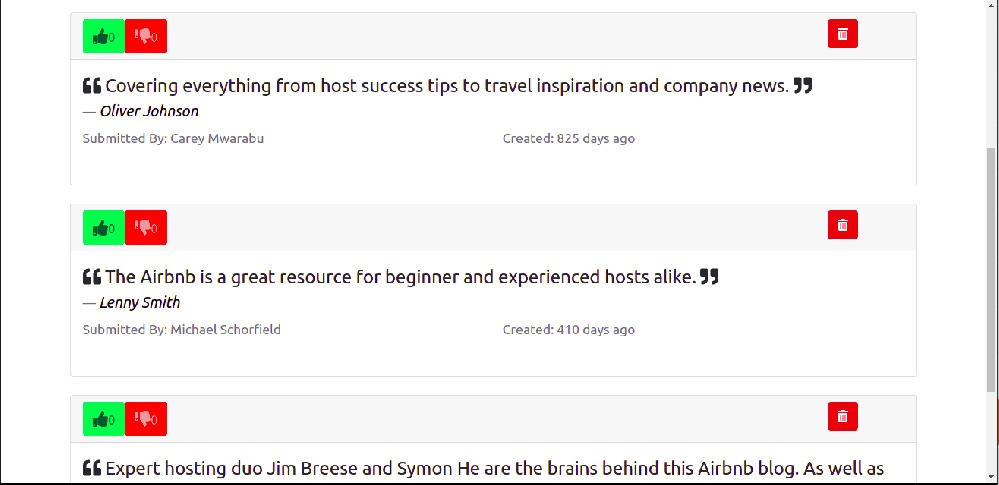 0 0
“ Covering everything from host success tips to travel inspiration and company news. ”
— Oliver Johnson
Submitted By: Carey Mwarabu Created: 825 days ago
0 0
“ The Airbnb is a great resource for beginner and experienced hosts alike. ”
— Lenny Smith
Submitted By: Michael Schorfield Created: 410 days ago
0 0
“ Expert hosting duo Jim Breese and Symon He are the brains behind this Airbnb blog. As well as